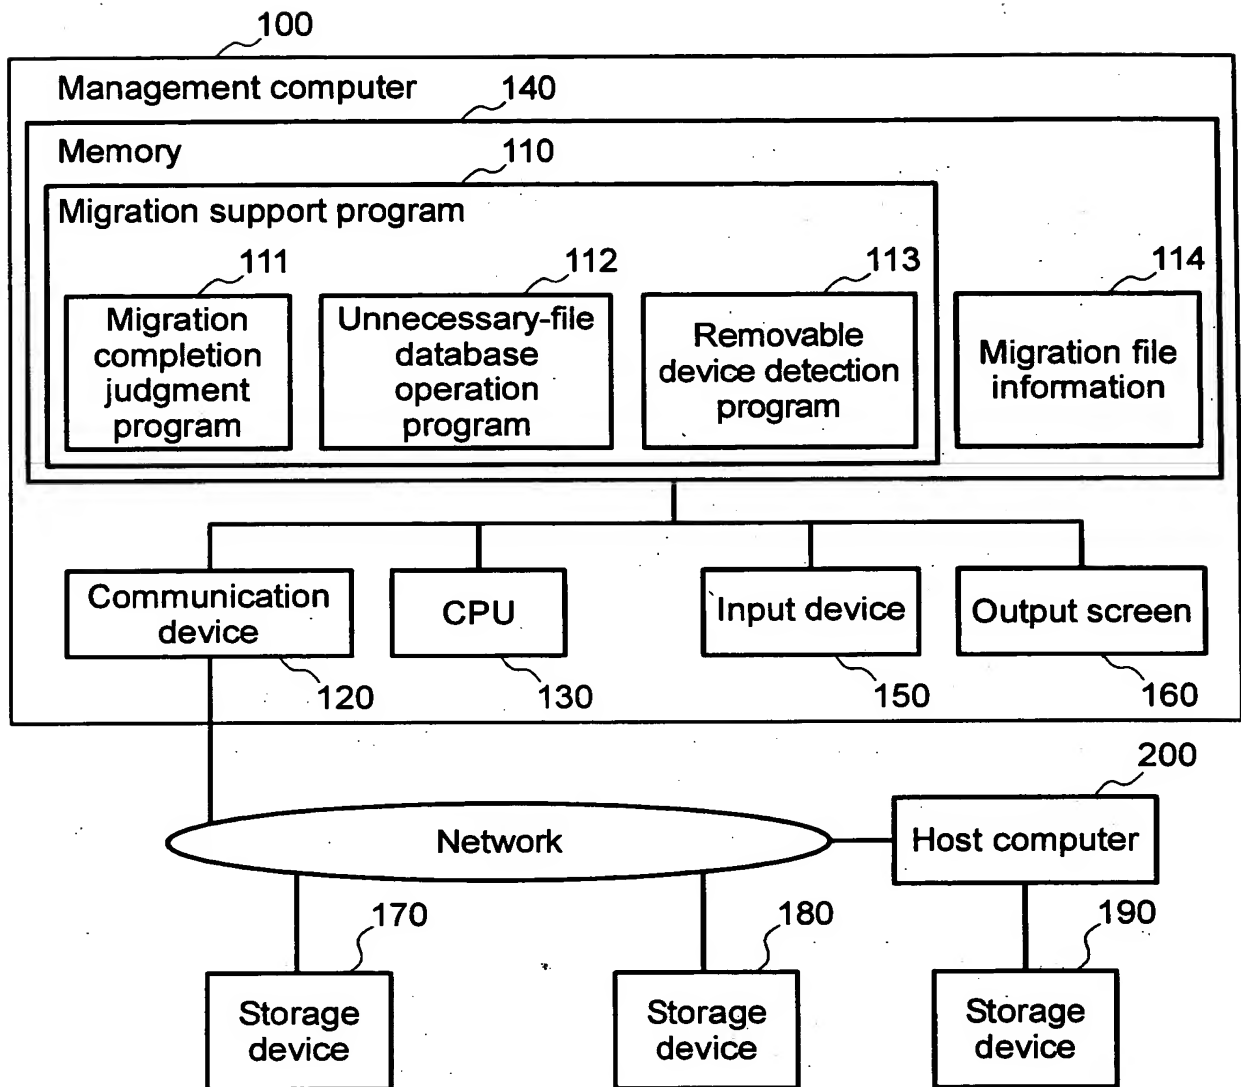 100
Management computer
140
Memory
110
Migration support program
111
112
113
114
Migration
completion
judgment
program
Unnecessary-file
database
operation
program
Removable
device detection
program
Migration file
information
Communication
device
CPU
Input device
Output screen
120
130
150
160
200
Network
Host computer
170
180
190
Storage
device
Storage
device
Storage
device